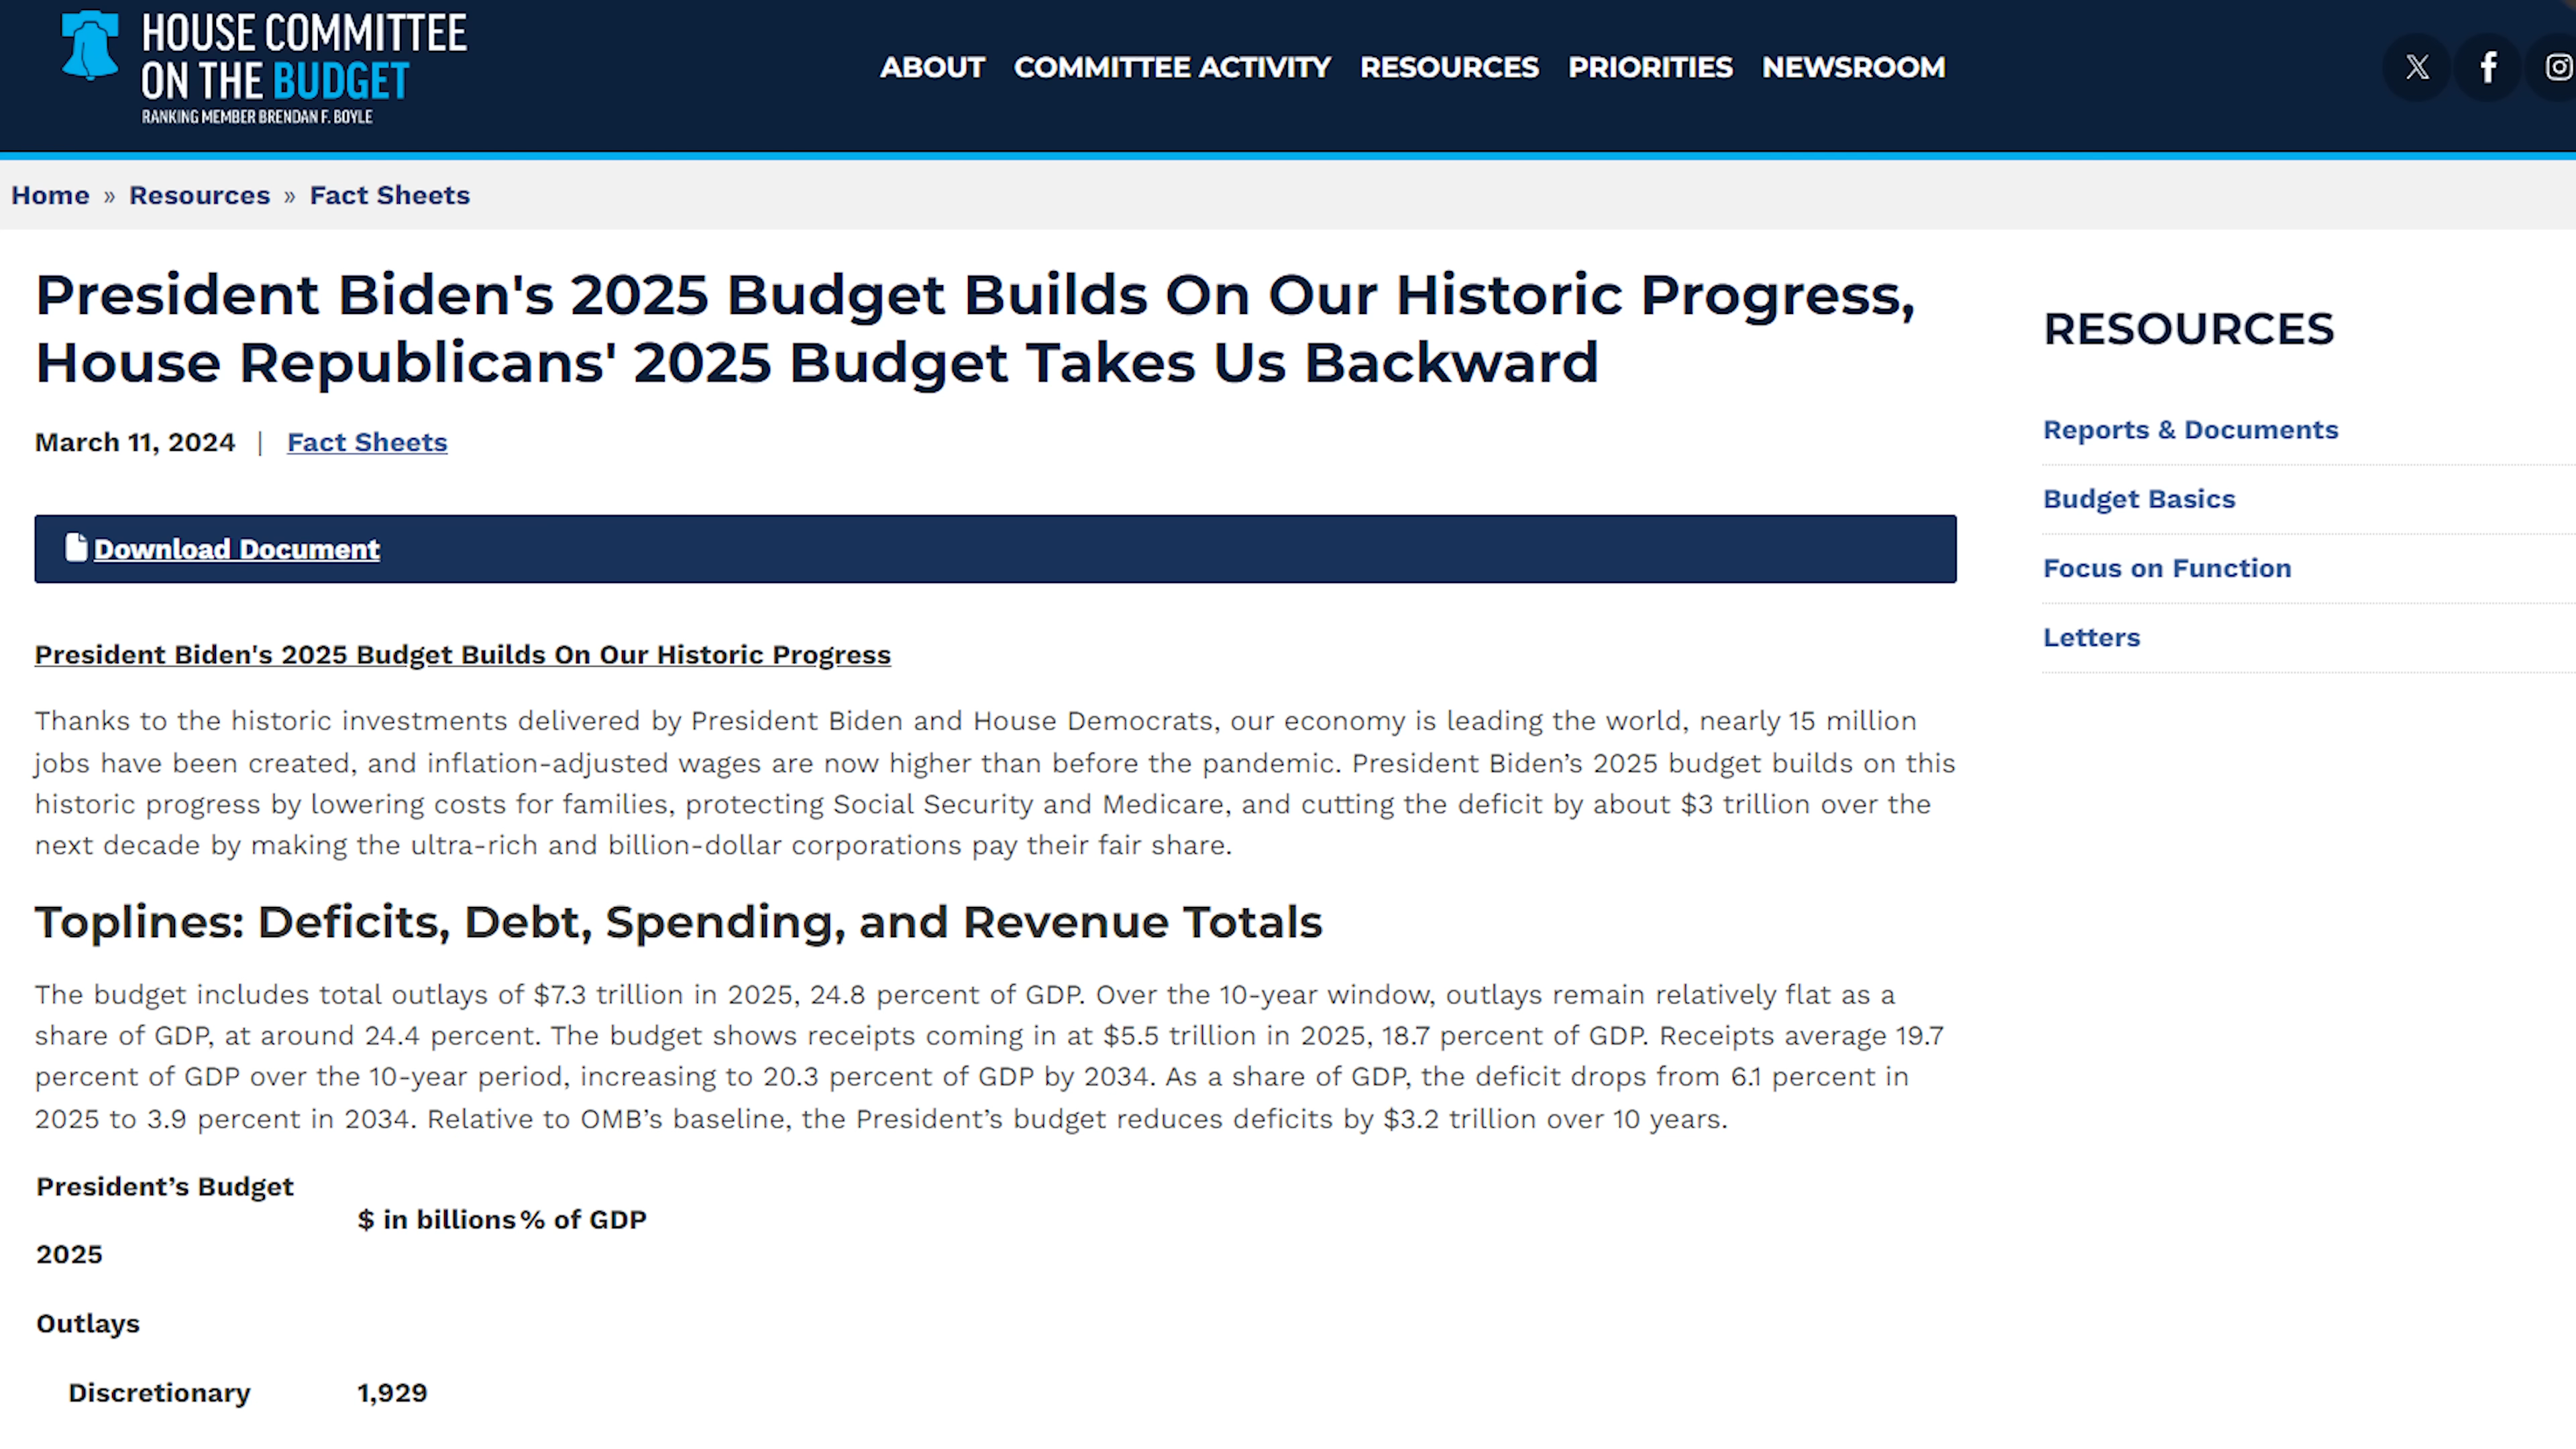 HOUSE COMMITTEE
ON THE BUDGET
RANKING MEMBER BRENDAN F. BOYLE
ABOUT COMMITTEE ACTIVITY RESOURCES PRIORITIES NEWSROOM
Home » Resources » Fact Sheets
President Biden's 2025 Budget Builds On Our Historic Progress,
House Republicans' 2025 Budget Takes Us Backward
March 11, 2024 | Fact Sheets
Download Document
President Biden's 2025 Budget Builds On Our Historic Progress
Thanks to the historic investments delivered by President Biden and House Democrats, our economy is leading the world, nearly 15 million
jobs have been created, and inflation-adjusted wages are now higher than before the pandemic. President Biden’s 2025 budget builds on this
historic progress by lowering costs for families, protecting Social Security and Medicare, and cutting the deficit by about $3 trillion over the
next decade by making the ultra-rich and billion-dollar corporations pay their fair share.
Toplines: Deficits, Debt, Spending, and Revenue Totals
The budget includes total outlays of $7.3 trillion in 2025, 24.8 percent of GDP. Over the 10-year window, outlays remain relatively flat as a
share of GDP, at around 24.4 percent. The budget shows receipts coming in at $5.5 trillion in 2025, 18.7 percent of GDP. Receipts average 19.7
percent of GDP over the 10-year period, increasing to 20.3 percent of GDP by 2034. As a share of GDP, the deficit drops from 6.1 percent in
2025 to 3.9 percent in 2034. Relative to OMB’s baseline, the President’s budget reduces deficits by $3.2 trillion over 10 years.
President’s Budget
$ in billions % of GDP
2025
Outlays
Discretionary 1,929
RESOURCES
Reports & Documents
Budget Basics
Focus on Function
Letters